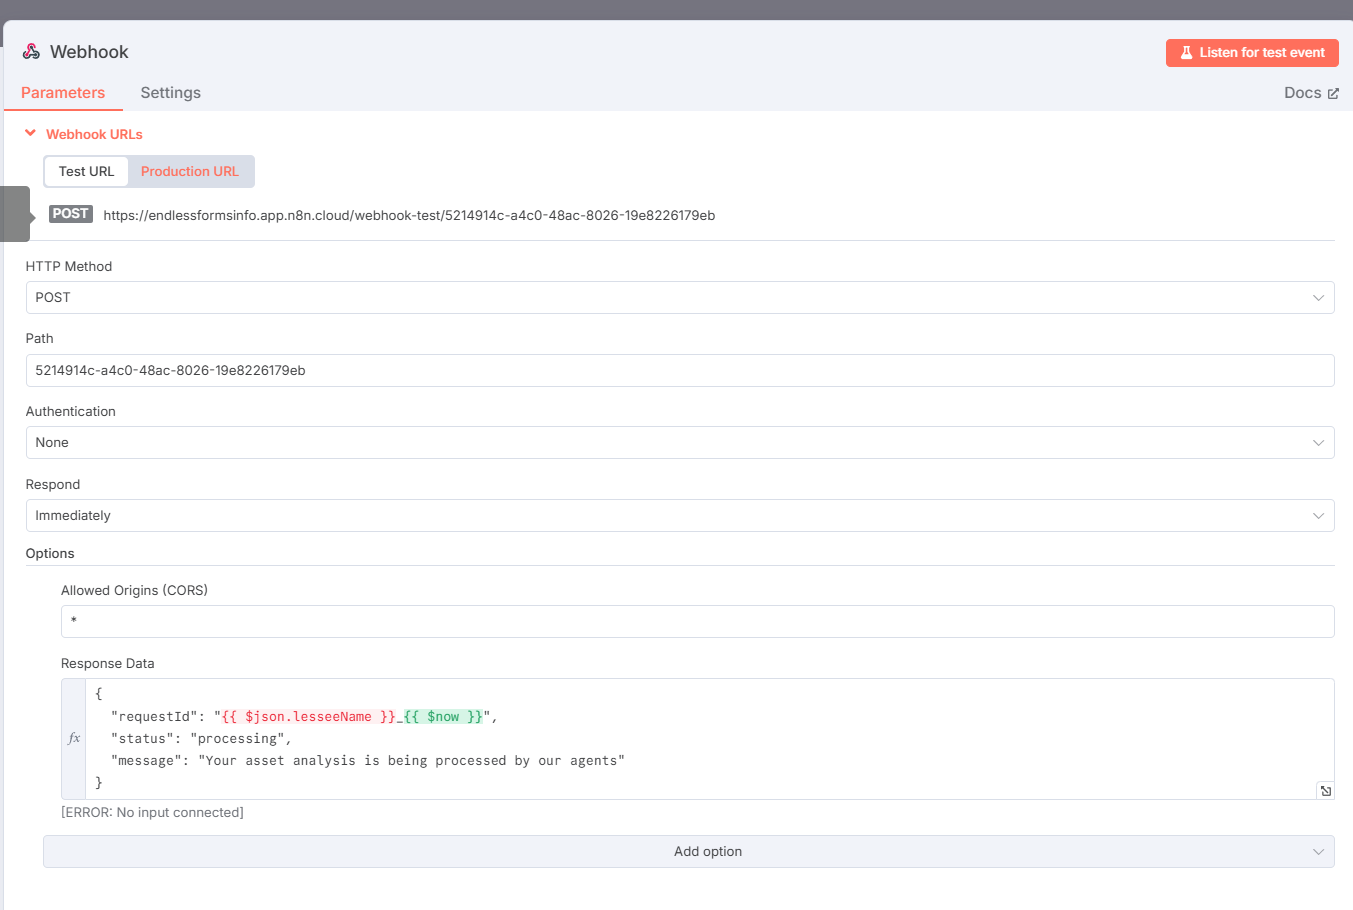 Webhook
Listen for test event
Parameters
Settings
Docs
Webhook URLs
Test URL
Production URL
POST
https://endlessformsinfo.app.n8n.cloud/webhook-test/5214914c-a4c0-48ac-8026-19e8226179eb
HTTP Method
POST
Path
5214914c-a4c0-48ac-8026-19e8226179eb
Authentication
None
Respond
Immediately
Options
Allowed Origins (CORS)
*
Response Data
fx
{
"requestId": "{{ $json.lesseeName }}_{{ $now }}",
"status": "processing",
"message": "Your asset analysis is being processed by our agents"
}
[ERROR: No input connected]
Add option